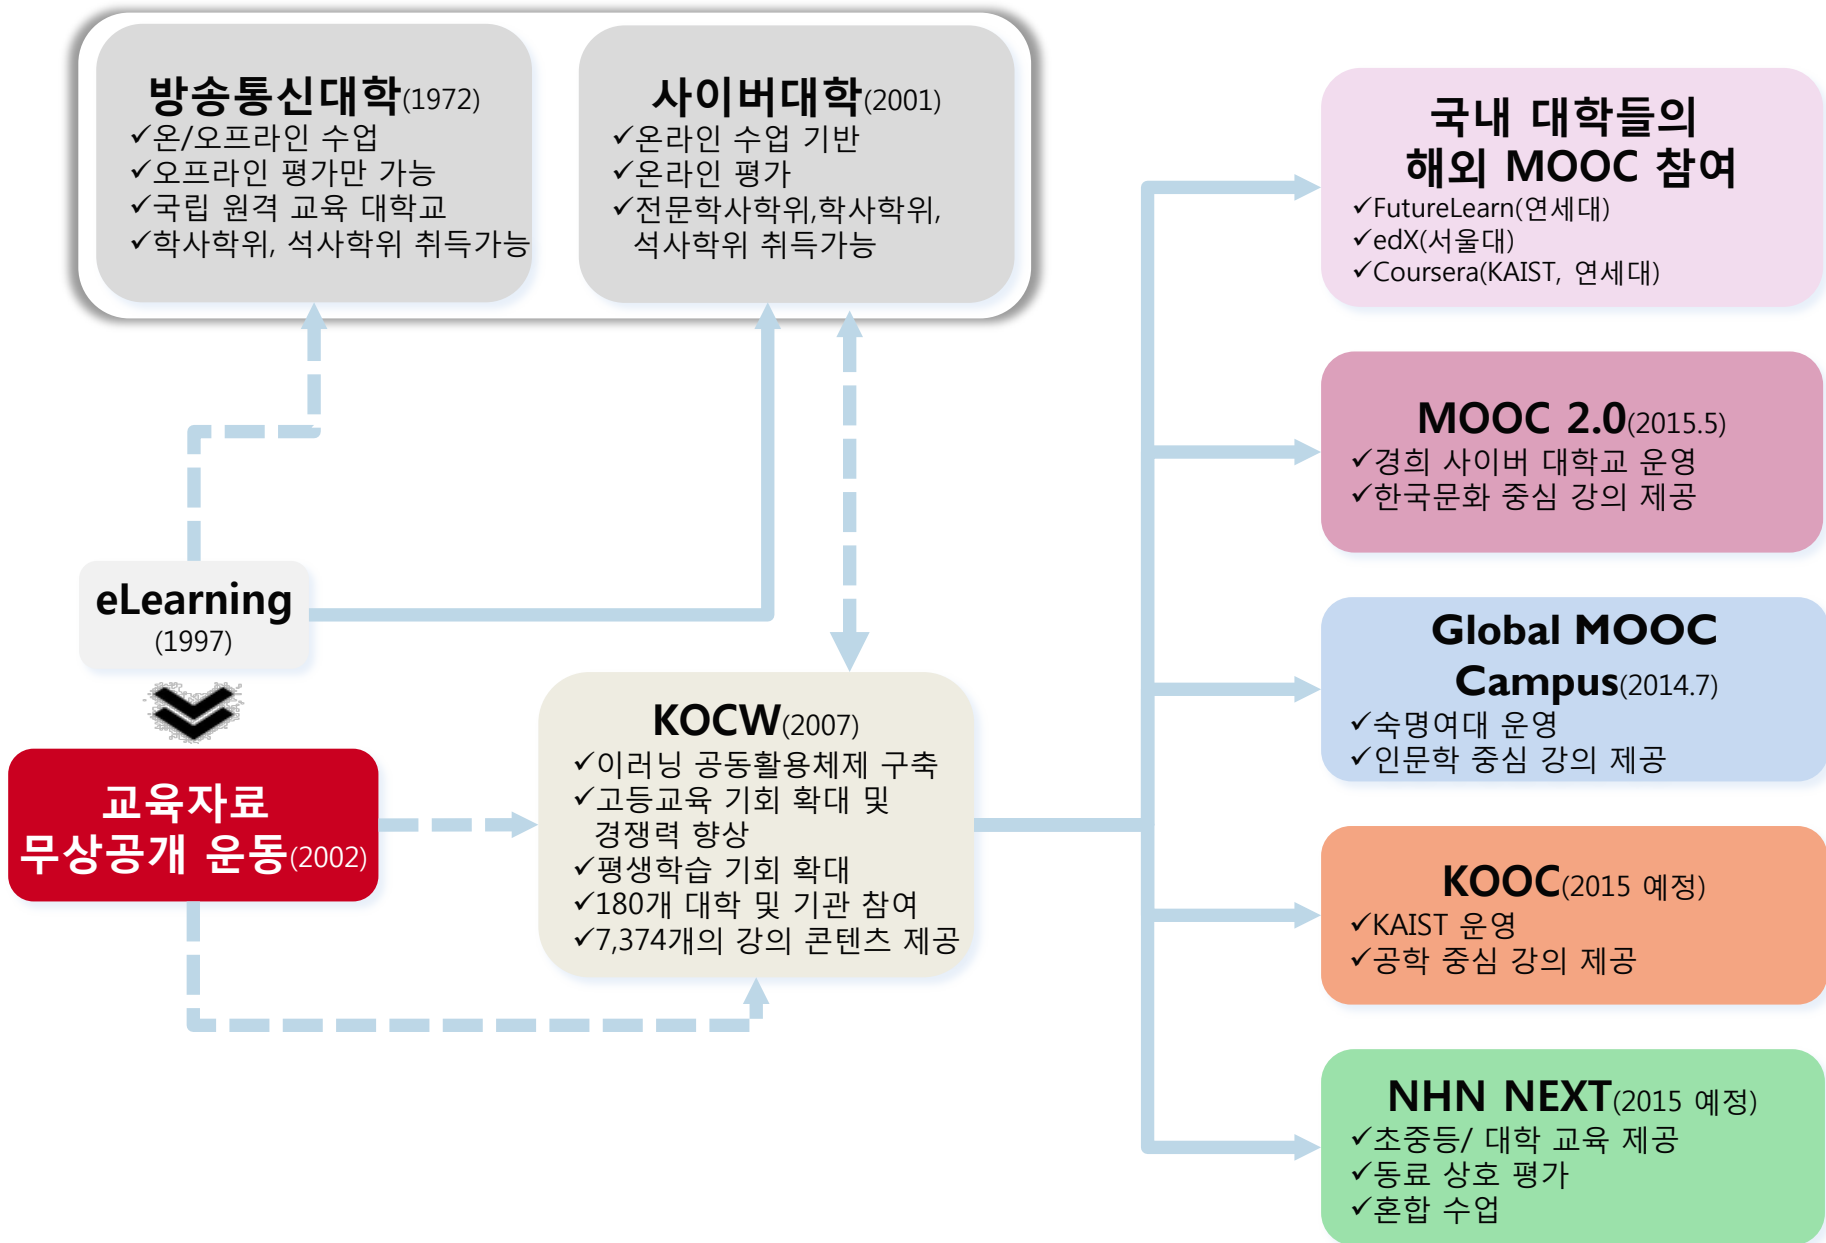 방송통신대학(1972)
✓온/오프라인 수업
✓오프라인 평가만 가능
✓국립 원격 교육 대학교
✓학사학위, 석사학위 취득가능
사이버대학(2001)
✓온라인 수업 기반
✓온라인 평가
✓전문학사학위,학사학위,
석사학위 취득가능
eLearning
(1997)
교육자료
무상공개 운동(2002)
KOCW(2007)
✓이러닝 공동활용체제 구축
✓고등교육 기회 확대 및
경쟁력 향상
✓평생학습 기회 확대
✓180개 대학 및 기관 참여
✓7,374개의 강의 콘텐츠 제공
국내 대학들의
해외 MOOC 참여
✓FutureLearn(연세대)
✓edX(서울대)
✓Coursera(KAIST, 연세대)
MOOC 2.0(2015.5)
✓경희 사이버 대학교 운영
✓한국문화 중심 강의 제공
Global MOOC
Campus(2014.7)
✓숙명여대 운영
✓인문학 중심 강의 제공
KOOC(2015 예정)
✓KAIST 운영
✓공학 중심 강의 제공
NHN NEXT(2015 예정)
✓초중등/ 대학 교육 제공
✓동료 상호 평가
✓혼합 수업